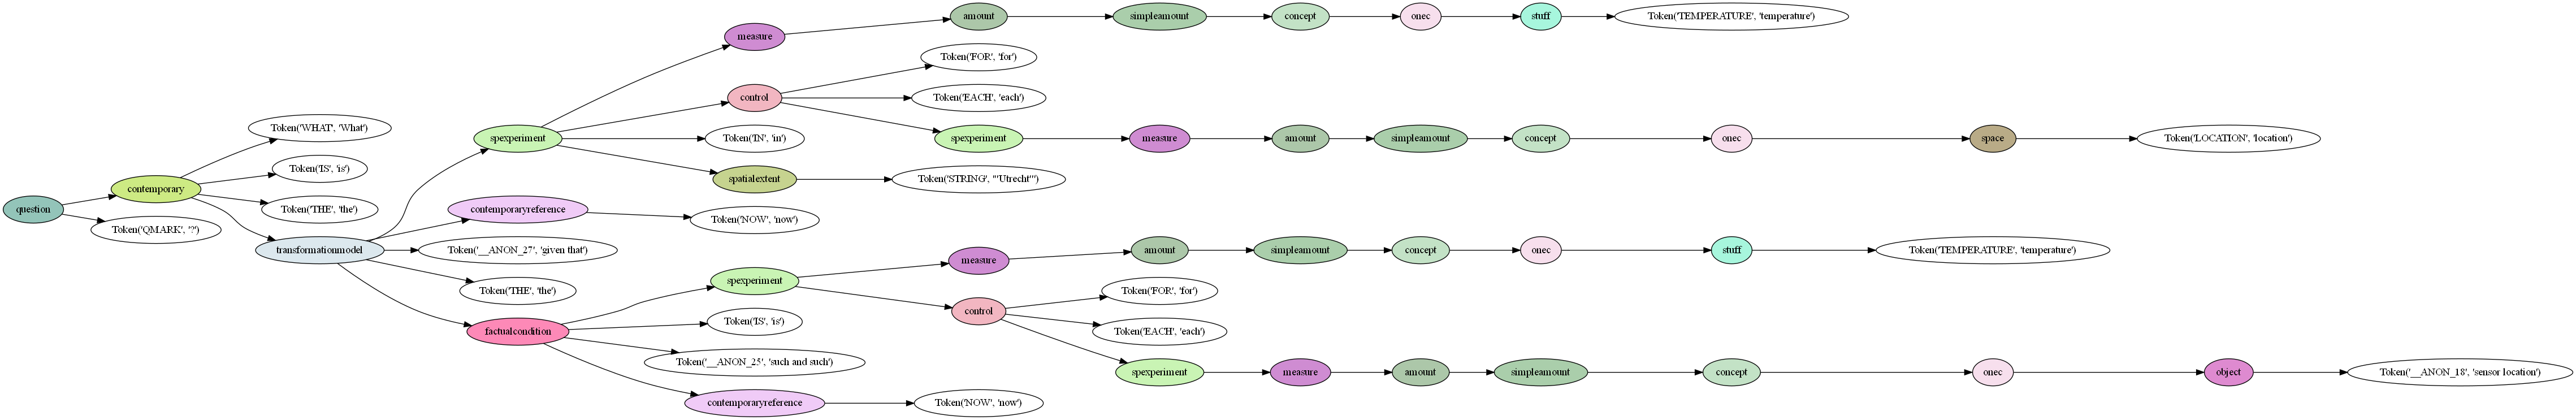 question
contemporary
Token('WHAT', 'What')
Token('IS', 'is')
Token('THE', 'the')
transformationmodel
spexperiment
measure
amount
simpleamount
concept
onec
stuff
Token('TEMPERATURE', 'temperature')
control
Token('FOR', 'for')
Token('EACH', 'each')
spexperiment
measure
amount
simpleamount
concept
onec
space
Token('LOCATION', 'location')
Token('IN', 'in')
spatialextent
Token('STRING', "'Utrecht'")
contemporaryreference
Token('NOW', 'now')
Token('__ANON_27', 'given that')
Token('THE', 'the')
factualcondition
spexperiment
measure
amount
simpleamount
concept
onec
stuff
Token('TEMPERATURE', 'temperature')
control
Token('FOR', 'for')
Token('EACH', 'each')
spexperiment
measure
amount
simpleamount
concept
onec
object
Token('__ANON_18', 'sensor location')
Token('IS', 'is')
Token('__ANON_25', 'such and such')
contemporaryreference
Token('NOW', 'now')
Token('QMARK', '?')